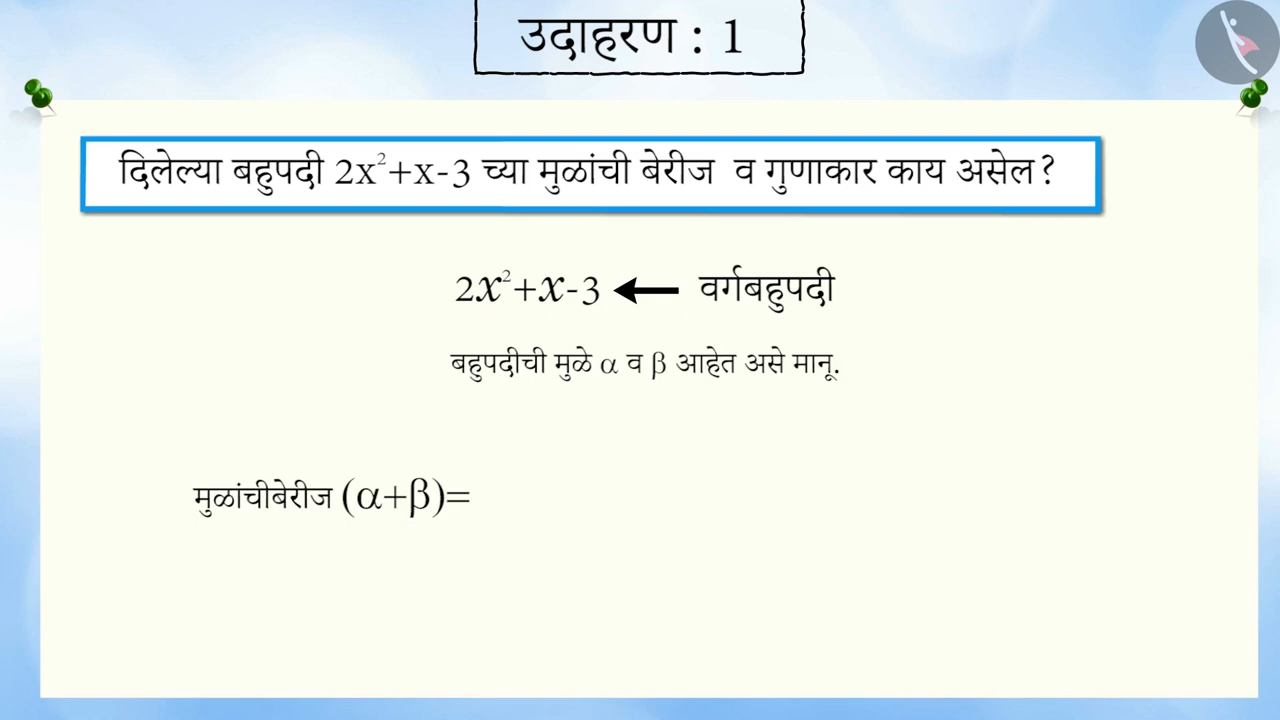 उदाहरण : 1
दिलेल्या बहुपदी 2x²+x-3 च्या मुळांची बेरीज व गुणाकार काय असेल?
2x²+x-3 ← वर्गबहुपदी
बहुपदीची मुळे α व β आहेत असे मानू.
मुळांचीबेरीज (α+β)=